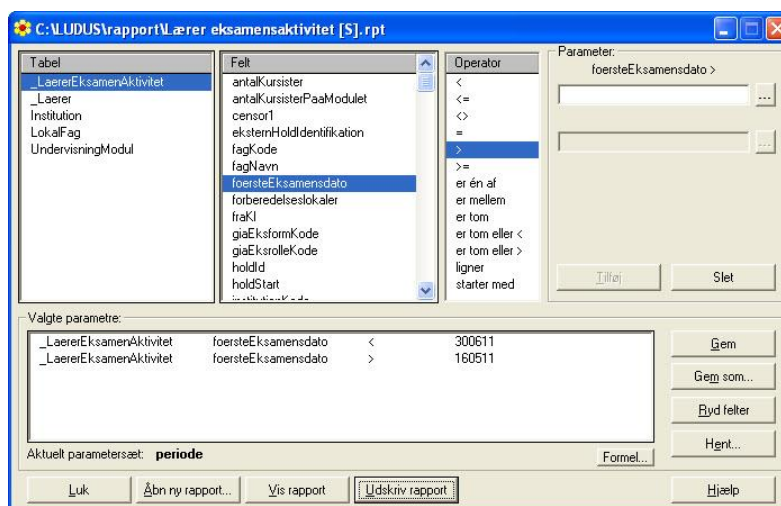 C:\LUDUS\rapport\Lærer eksamensaktivitet [S].rpt
Tabel
_LaererEksamenAktivitet
_Laerer
Institution
LokalFag
UndervisningModul
Felt
antalKursister
antalKursisterPaaModulet
censor1
eksternHoldIdentifikation
fagKode
fagNavn
foersteEksamensdato
forberedelseslokaler
fraKl
giaEksformKode
giaEksrolleKode
holdId
holdStart
institutionKode
Operator
<
<=
<>
=
>
>=
er én af
er mellem
er tom
er tom eller <
er tom eller >
ligner
starter med
Parameter:
foersteEksamensdato >
...
...
Tilføj
Slet
Valgte parametre:
_LaererEksamenAktivitet foersteEksamensdato < 300611
_LaererEksamenAktivitet foersteEksamensdato > 160511
Aktuelt parametersæt: periode
Formel...
Gem
Gem som...
Ryd felter
Hent...
Luk
Åbn ny rapport...
Vis rapport
Udskriv rapport
Hjælp